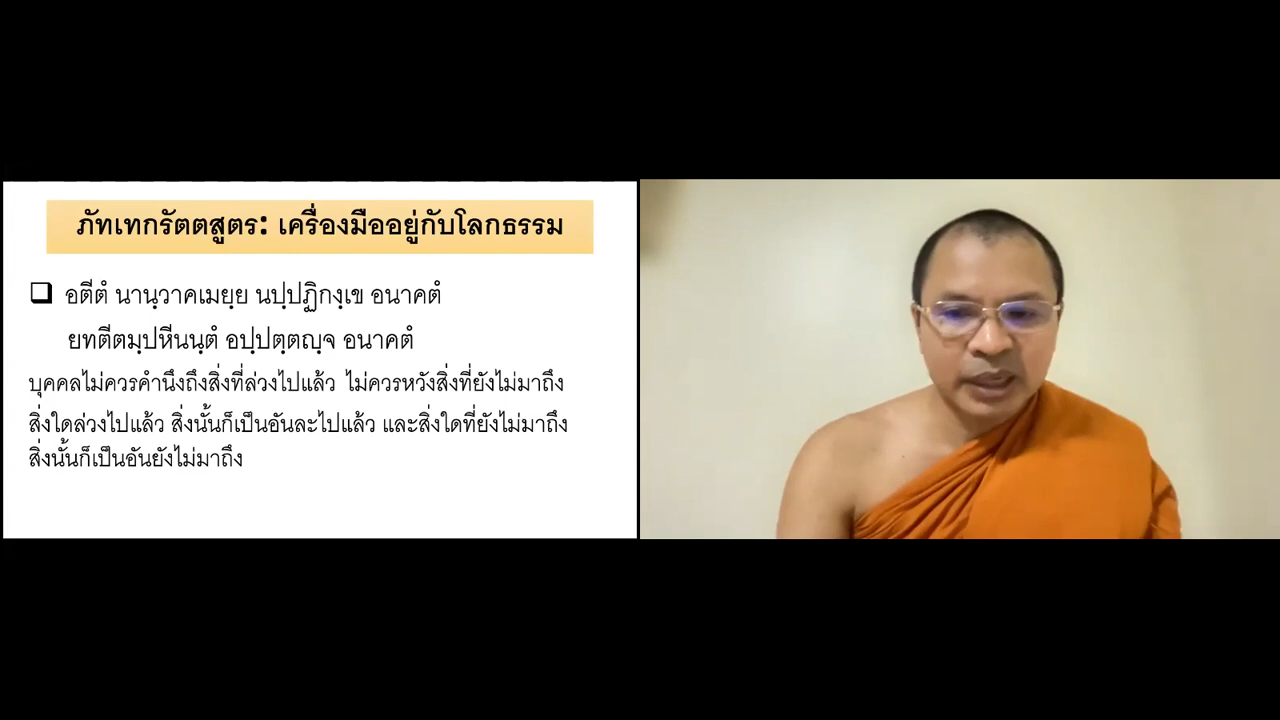 ภัทเทกรัตตสูตร: เครื่องมืออยู่กับโลกธรรม
อตีตํ นานฺวาคเมยฺย นปฺปฏิกงฺเข อนาคตํ
ยทตีตมฺปหีนนฺตํ อปฺปตฺตญฺจ อนาคตํ
บุคคลไม่ควรคำนึงถึงสิ่งที่ล่วงไปแล้ว ไม่ควรหวังสิ่งที่ยังไม่มาถึง
สิ่งใดล่วงไปแล้ว สิ่งนั้นก็เป็นอันละไปแล้ว และสิ่งใดที่ยังไม่มาถึง
สิ่งนั้นก็เป็นอันยังไม่มาถึง